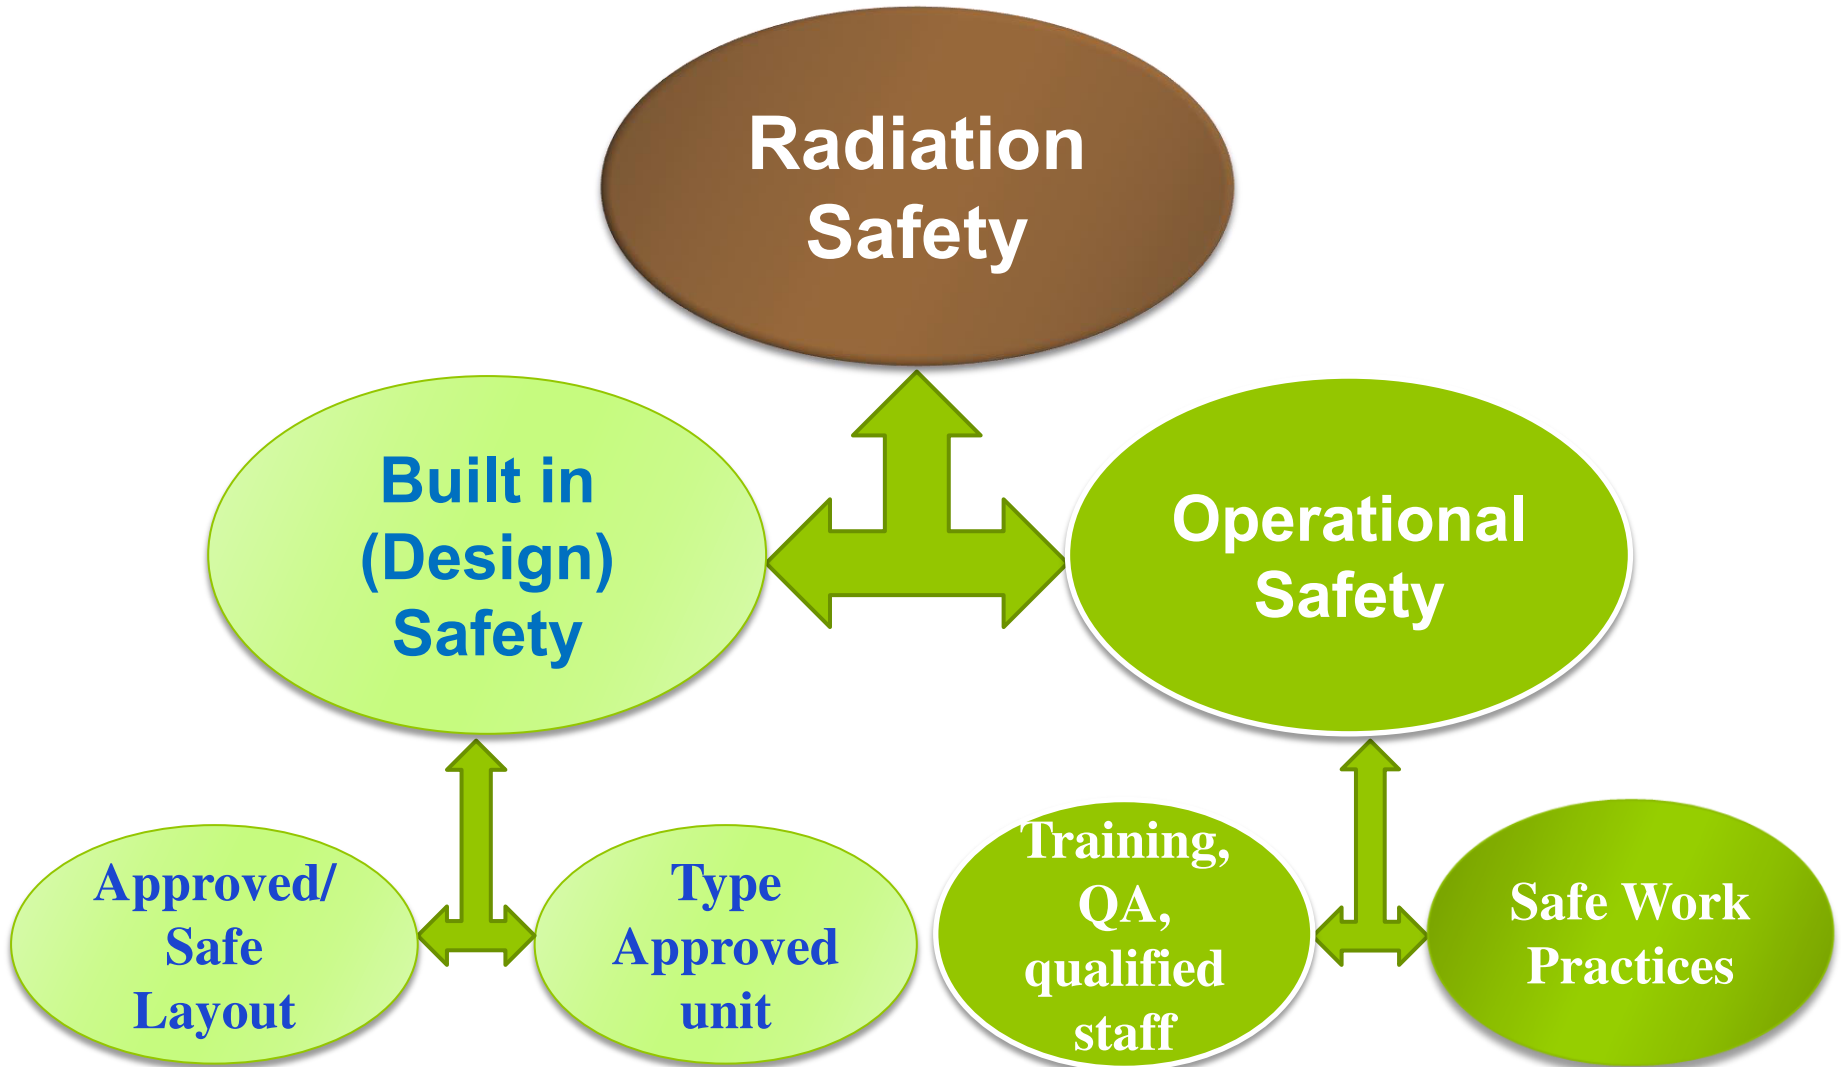 Radiation
Safety
Built in
(Design)
Safety
Operational
Safety
Approved/
Safe
Layout
Type
Approved
unit
Training,
QA,
qualified
staff
Safe Work
Practices